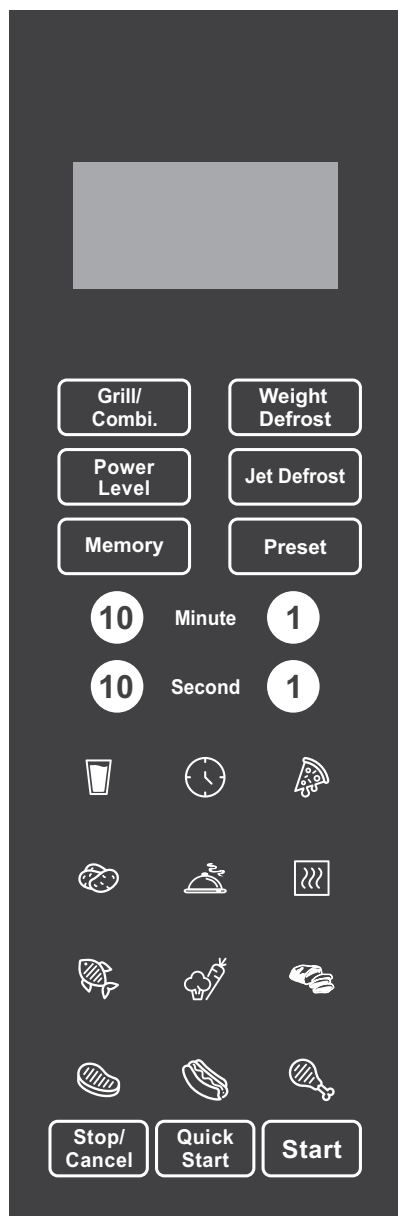 Grill/
Combi.
Weight
Defrost
Power
Level
Jet Defrost
Memory
Preset
10 Minute 1
10 Second 1
Stop/
Cancel
Quick
Start
Start